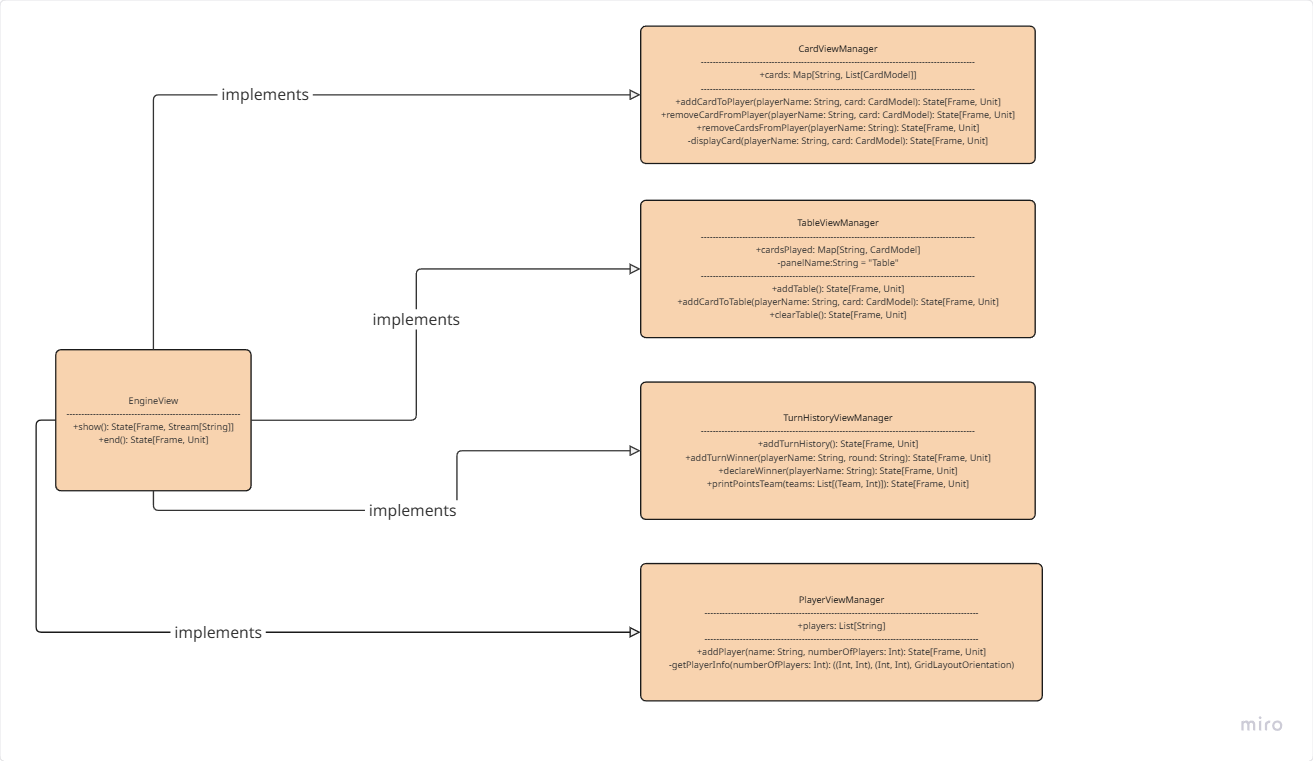 CardViewManager
----------------------------------------------------------------------
+cards: Map[String, List[CardModel]]
----------------------------------------------------------------------
+addCardToPlayer(playerName: String, card: CardModel): State[Frame, Unit]
+removeCardFromPlayer(playerName: String, card: CardModel): State[Frame, Unit]
+removeCardsFromPlayer(playerName: String): State[Frame, Unit]
-displayCard(playerName: String, card: CardModel): State[Frame, Unit]
implements
TableViewManager
----------------------------------------------------------------------
+cardsPlayed: Map[String, CardModel]
-panelName:String = "Table"
----------------------------------------------------------------------
+addTable(): State[Frame, Unit]
+addCardToTable(playerName: String, card: CardModel): State[Frame, Unit]
+clearTable(): State[Frame, Unit]
implements
EngineView
--------------------------------------------
+show(): State[Frame, Stream[String]]
+end(): State[Frame, Unit]
TurnHistoryViewManager
----------------------------------------------------------------------
+addTurnHistory(): State[Frame, Unit]
+addTurnWinner(playerName: String, round: String): State[Frame, Unit]
+declareWinner(playerName: String): State[Frame, Unit]
+printPointsTeam(teams: List[(Team, Int)]): State[Frame, Unit]
implements
PlayerViewManager
----------------------------------------------------------------------
+players: List[String]
----------------------------------------------------------------------
+addPlayer(name: String, numberOfPlayers: Int): State[Frame, Unit]
-getPlayerInfo(numberOfPlayers: Int): ((Int, Int), (Int, Int), GridLayoutOrientation)
implements
miro